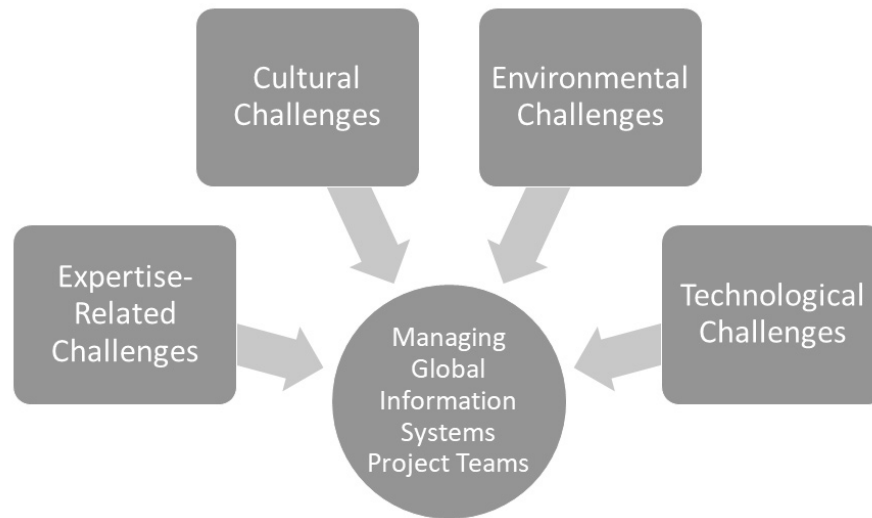 Cultural
Challenges
Environmental
Challenges
Expertise-
Related
Challenges
Technological
Challenges
Managing
Global
Information
Systems
Project Teams